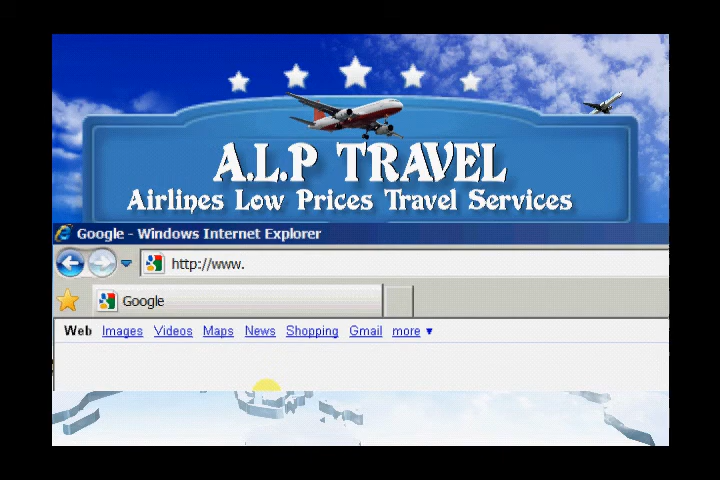 A.L.P TRAVEL
Airlines Low Prices Travel Services
Google - Windows Internet Explorer
http://www.
Google
Web Images Videos Maps News Shopping Gmail more ▼